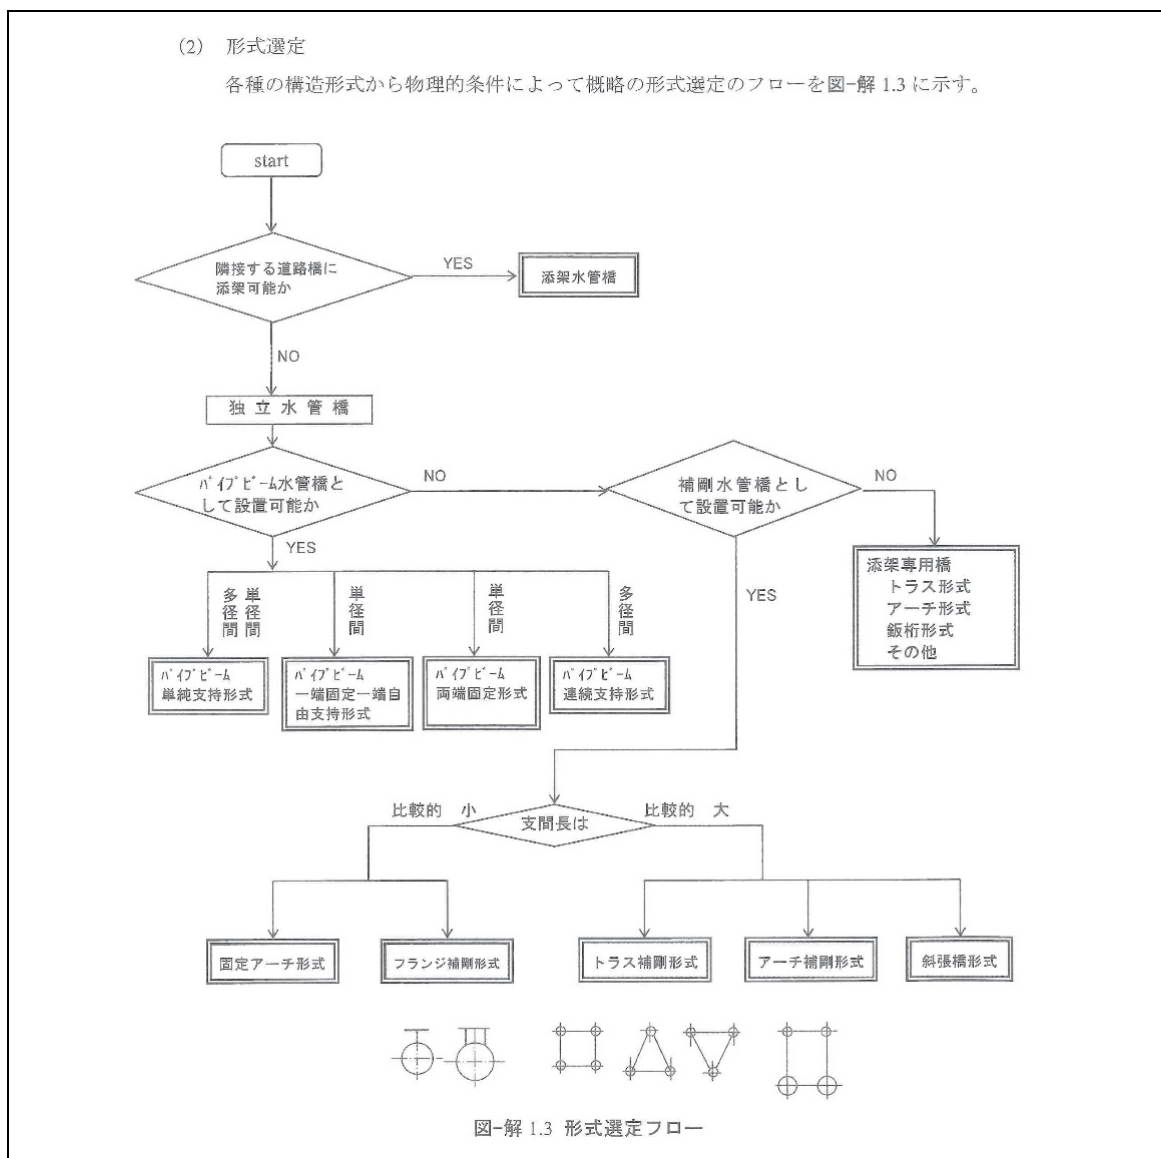 (2) 形式選定
各種の構造形式から物理的条件によって概略の形式選定のフローを図-解 1.3 に示す。
start
隣接する道路橋に
添架可能か
YES
添架水管橋
NO
独立水管橋
ﾊﾟｲﾌﾟﾋﾞｰﾑ水管橋と
して設置可能か
NO
補剛水管橋とし
て設置可能か
NO
添架専用橋
トラス形式
アーチ形式
鈑桁形式
その他
YES
YES
単径間
多径間
単径間
単径間
多径間
ﾊﾟｲﾌﾟﾋﾞｰﾑ
単純支持形式
ﾊﾟｲﾌﾟﾋﾞｰﾑ
一端固定一端自
由支持形式
ﾊﾟｲﾌﾟﾋﾞｰﾑ
両端固定形式
ﾊﾟｲﾌﾟﾋﾞｰﾑ
連続支持形式
比較的 小
支間長は
比較的 大
固定アーチ形式
フランジ補剛形式
トラス補剛形式
アーチ補剛形式
斜張橋形式
図-解 1.3 形式選定フロー